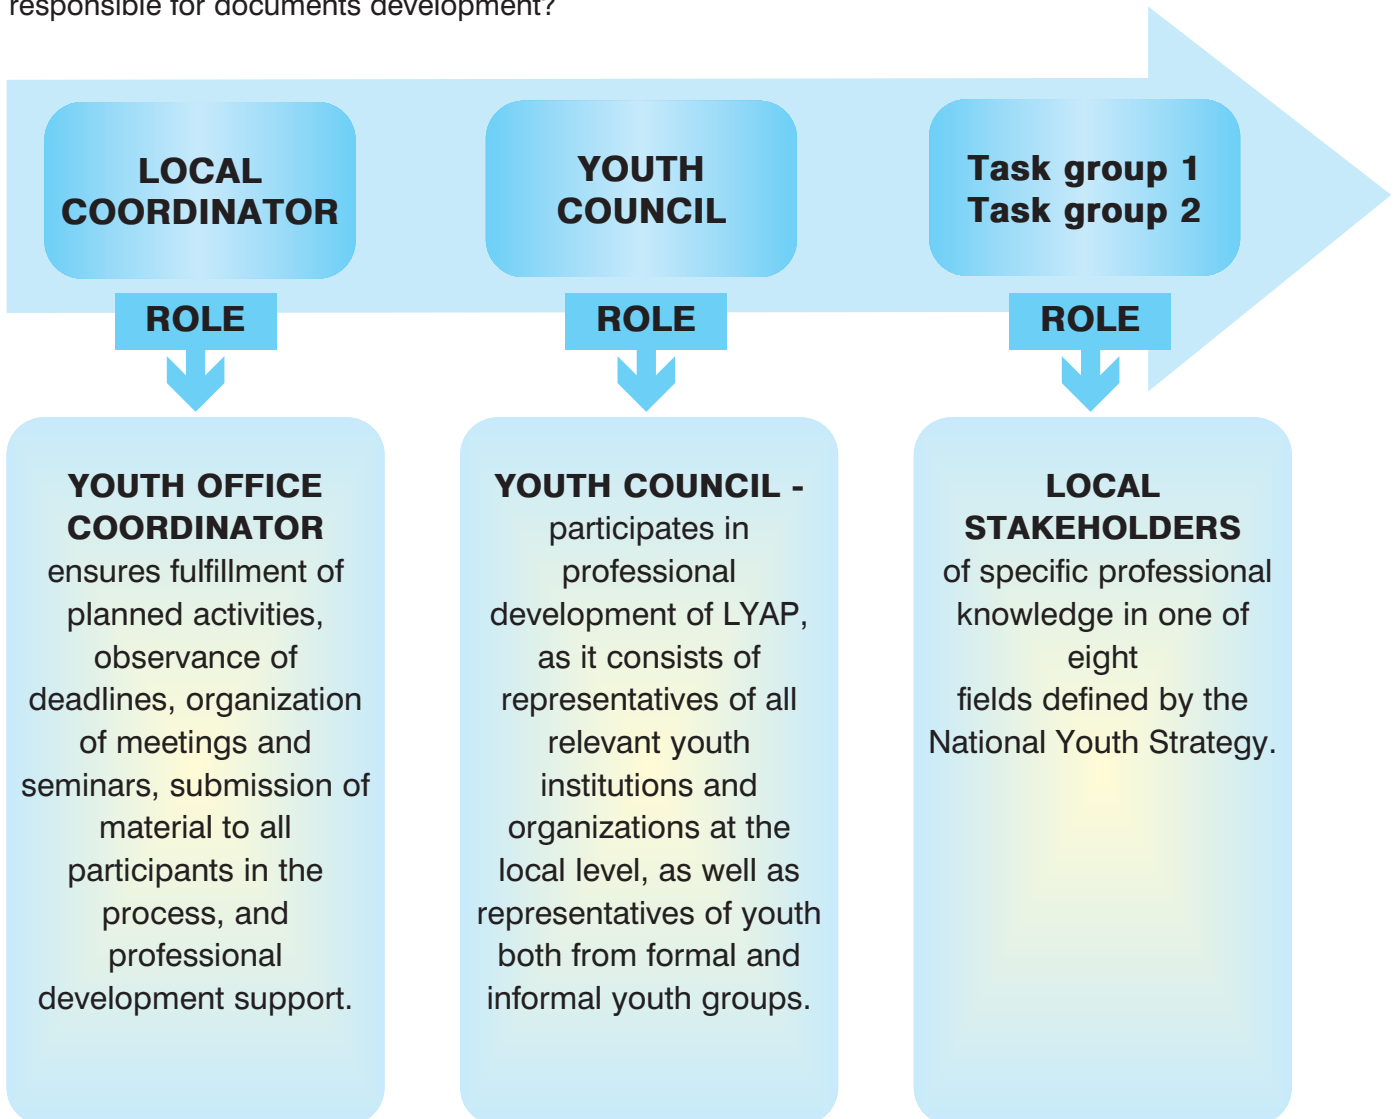 responsible for documents development?
LOCAL
COORDINATOR
YOUTH
COUNCIL
Task group 1
Task group 2
ROLE
ROLE
ROLE
YOUTH OFFICE
COORDINATOR
ensures fulfillment of
planned activities,
observance of
deadlines, organization
of meetings and
seminars, submission of
material to all
participants in the
process, and
professional
development support.
YOUTH COUNCIL -
participates in
professional
development of LYAP,
as it consists of
representatives of all
relevant youth
institutions and
organizations at the
local level, as well as
representatives of youth
both from formal and
informal youth groups.
LOCAL
STAKEHOLDERS
of specific professional
knowledge in one of
eight
fields defined by the
National Youth Strategy.